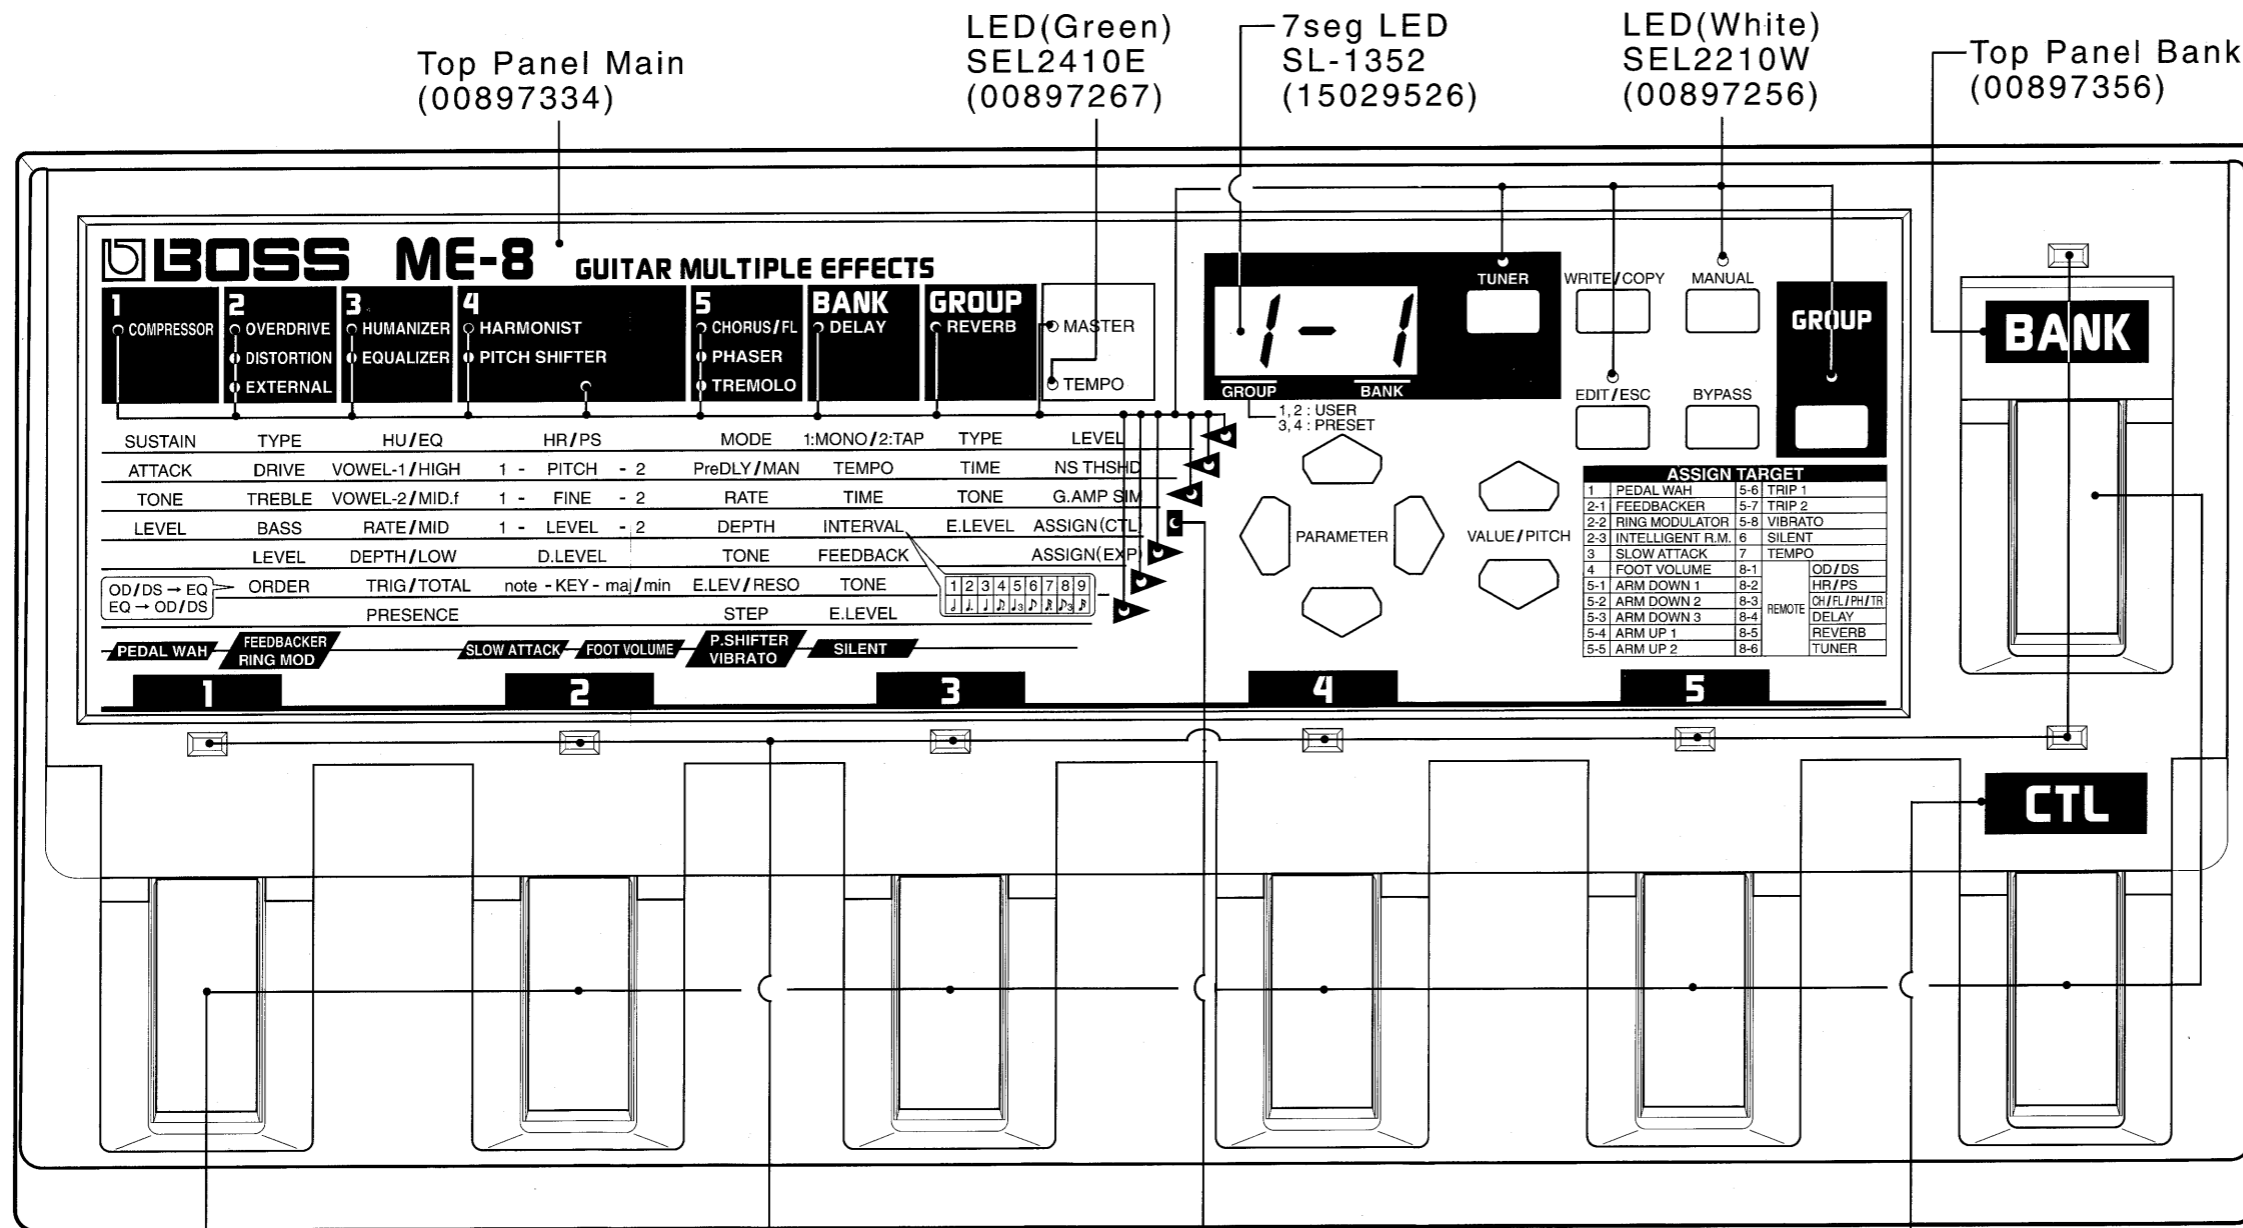 Top Panel Main
(00897334)
LED(Green)
SEL2410E
(00897267)
7seg LED
SL-1352
(15029526)
LED(White)
SEL2210W
(00897256)
Top Panel Bank
(00897356)
BOSS ME-8 GUITAR MULTIPLE EFFECTS
1 2 3 4 5 BANK GROUP
COMPRESSOR OVERDRIVE HUMANIZER HARMONIST CHORUS/FL DELAY REVERB MASTER
DISTORTION EQUALIZER PITCH SHIFTER PHASER
EXTERNAL TREMOLO TEMPO
SUSTAIN TYPE HU/EQ HR/PS MODE 1:MONO/2:TAP TYPE LEVEL
ATTACK DRIVE VOWEL-1/HIGH 1 - PITCH - 2 PreDLY/MAN TEMPO TIME NS THSHD
TONE TREBLE VOWEL-2/MID.f 1 - FINE - 2 RATE TIME TONE G.AMP SIM
LEVEL BASS RATE/MID 1 - LEVEL - 2 DEPTH INTERVAL E.LEVEL ASSIGN(CTL)
LEVEL DEPTH/LOW D.LEVEL TONE FEEDBACK ASSIGN(EXP)
OD/DS → EQ
EQ → OD/DS
ORDER TRIG/TOTAL note - KEY - maj/min E.LEV/RESO TONE
1 2 3 4 5 6 7 8 9
PRESENCE STEP E.LEVEL
PEDAL WAH
FEEDBACKER
RING MOD
SLOW ATTACK
FOOT VOLUME
P.SHIFTER
VIBRATO
SILENT
1 - 1
GROUP BANK
1, 2 : USER
3, 4 : PRESET
TUNER
WRITE/COPY
MANUAL
EDIT/ESC
BYPASS
GROUP
PARAMETER
VALUE/PITCH
ASSIGN TARGET
1 PEDAL WAH 5-6 TRIP 1
2-1 FEEDBACKER 5-7 TRIP 2
2-2 RING MODULATOR 5-8 VIBRATO
2-3 INTELLIGENT R.M. 6 SILENT
3 SLOW ATTACK 7 TEMPO
4 FOOT VOLUME 8-1 OD/DS
5-1 ARM DOWN 1 8-2 HR/PS
5-2 ARM DOWN 2 8-3 REMOTE CH/FL/PH/TR
5-3 ARM DOWN 3 8-4 DELAY
5-4 ARM UP 1 8-5 REVERB
5-5 ARM UP 2 8-6 TUNER
1 2 3 4 5
BANK
CTL